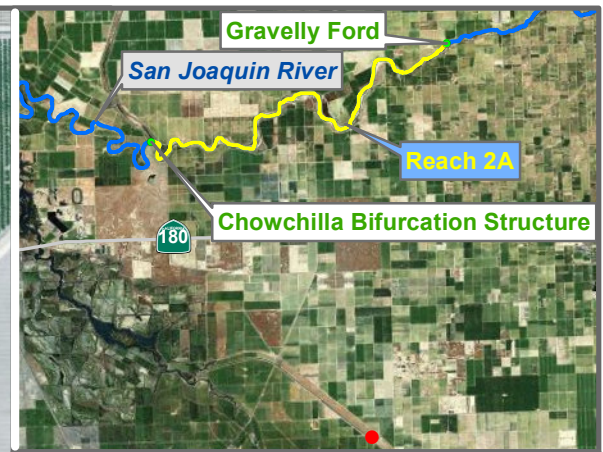 Gravelly Ford
San Joaquin River
Reach 2A
Chowchilla Bifurcation Structure
180